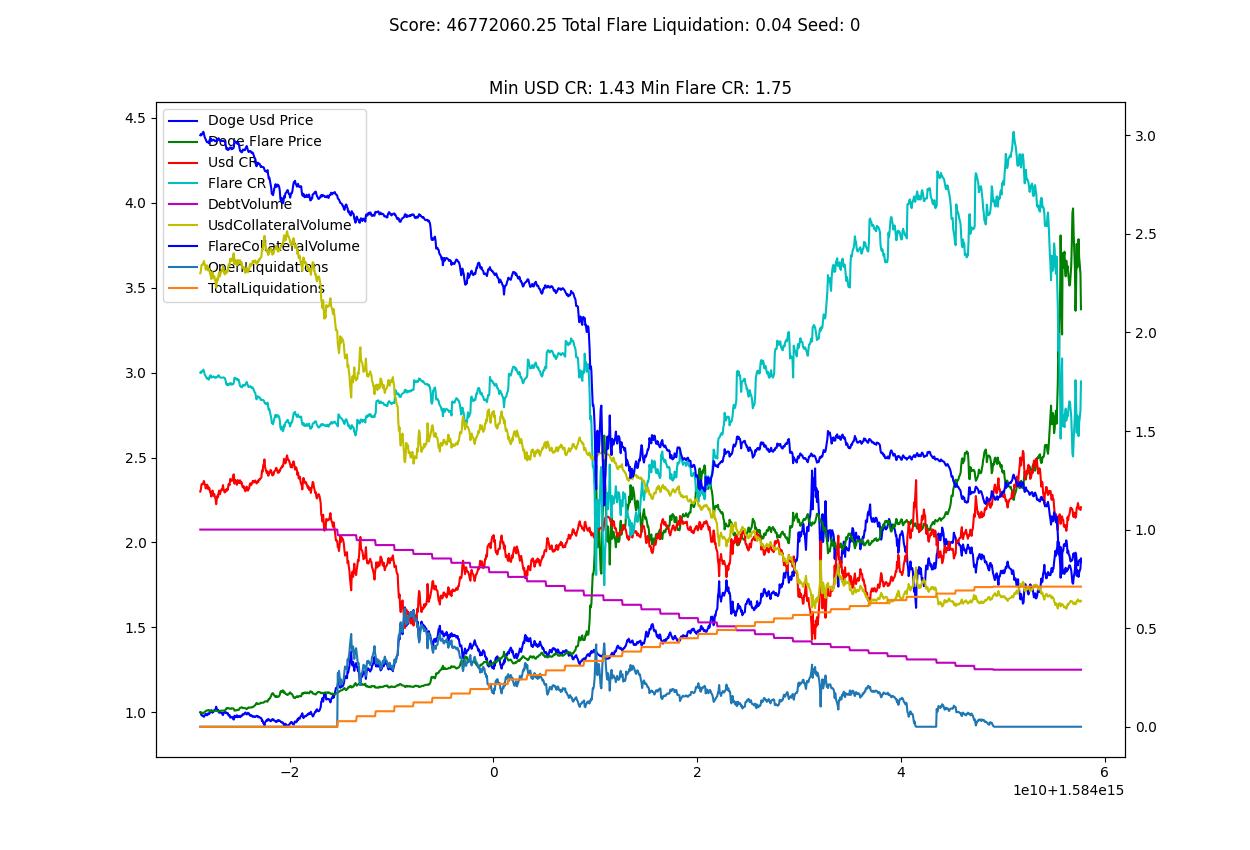 Score: 46772060.25 Total Flare Liquidation: 0.04 Seed: 0
Min USD CR: 1.43 Min Flare CR: 1.75
4.5
4.0
3.5
3.0
2.5
2.0
1.5
1.0
Doge Usd Price
Doge Flare Price
Usd CR
Flare CR
DebtVolume
UsdCollateralVolume
FlareCollateralVolume
OpenLiquidations
TotalLiquidations
3.0
2.5
2.0
1.5
1.0
0.5
0.0
−2
0
2
4
6
1e10+1.584e15